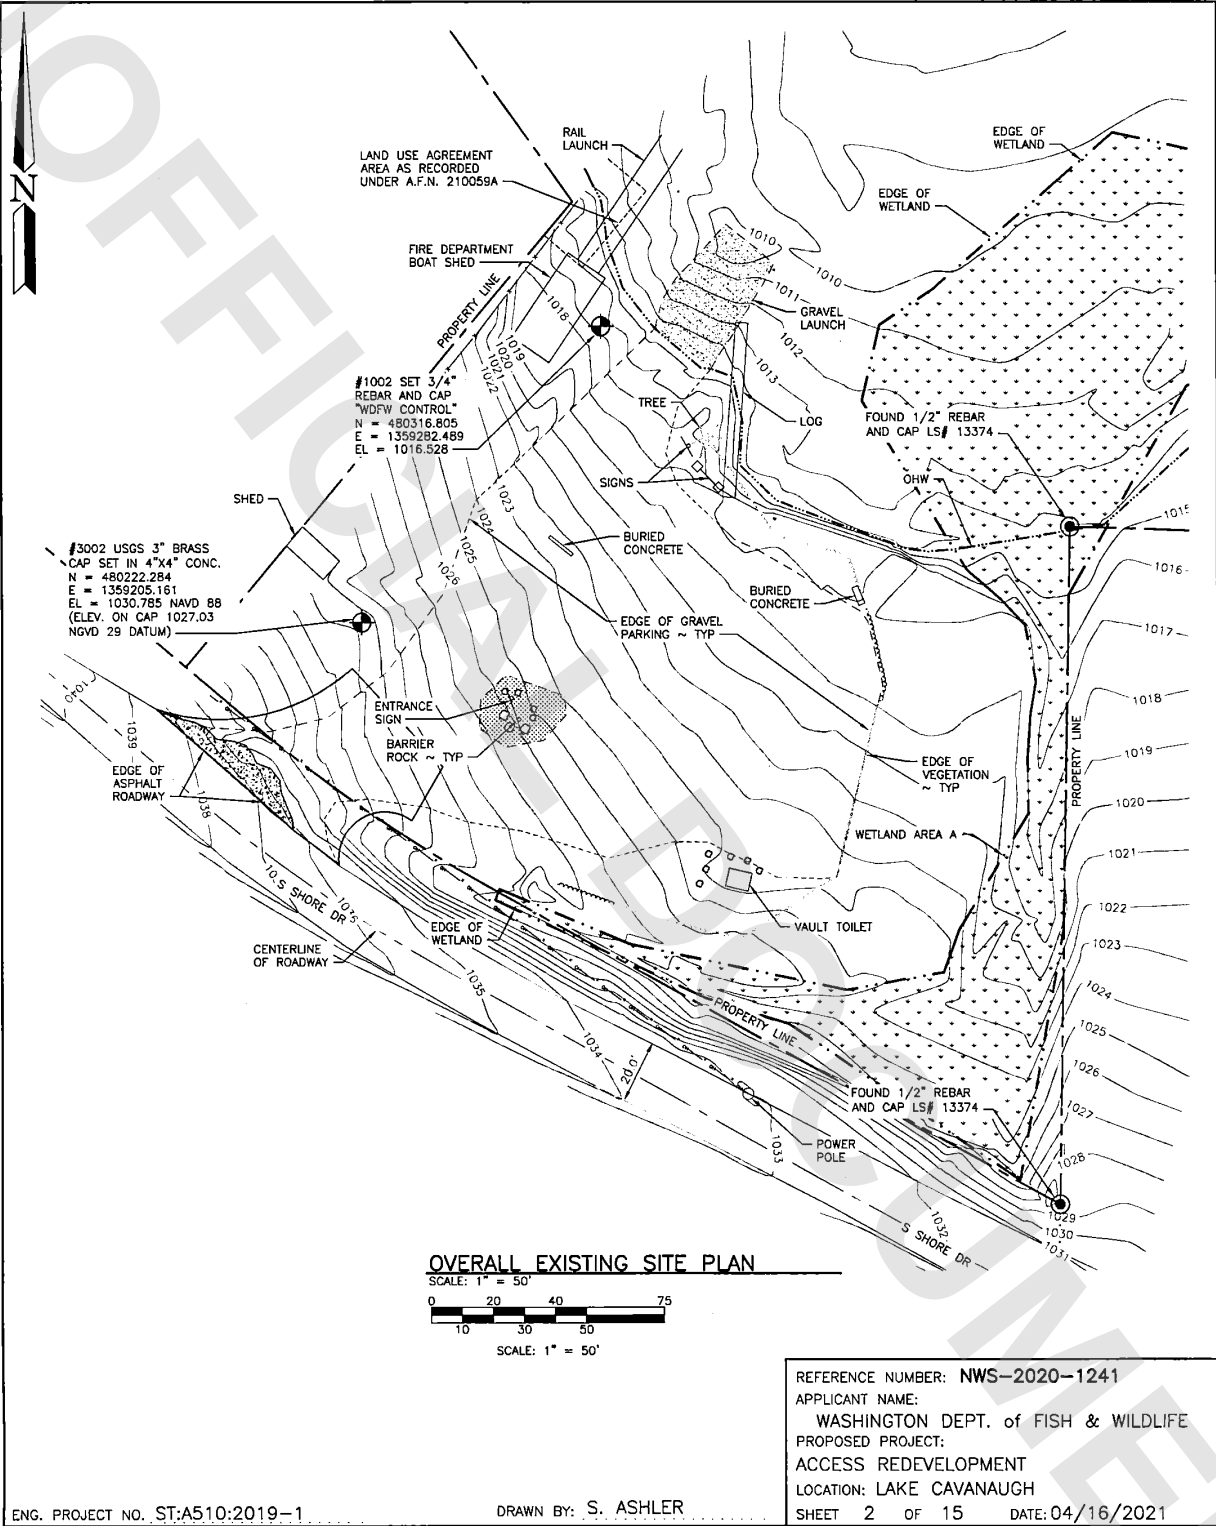 OFFICIAL DOCUME
N
RAIL
LAUNCH
LAND USE AGREEMENT
AREA AS RECORDED
UNDER A.F.N. 210059A
EDGE OF
WETLAND
EDGE OF
WETLAND
FIRE DEPARTMENT
BOAT SHED
PROPERTY LINE
1010
1010
1011
1012
1013
GRAVEL
LAUNCH
1018
1019
1020
1021
1022
#1002 SET 3/4"
REBAR AND CAP
"WDFW CONTROL"
N = 480316.805
E = 1359282.489
EL = 1016.528
TREE
LOG
FOUND 1/2" REBAR
AND CAP LS# 13374
SIGNS
OHW
SHED
1023
1024
1025
1026
1015
#3002 USGS 3" BRASS
CAP SET IN 4"X4" CONC.
N = 480222.284
E = 1359205.161
EL = 1030.785 NAVD 88
(ELEV. ON CAP 1027.03
NGVD 29 DATUM)
BURIED
CONCRETE
BURIED
CONCRETE
1016
EDGE OF GRAVEL
PARKING ~ TYP
1017
1018
1040
1039
1038
ENTRANCE
SIGN
BARRIER
ROCK ~ TYP
EDGE OF
ASPHALT
ROADWAY
EDGE OF
VEGETATION
~ TYP
PROPERTY LINE
1019
1020
WETLAND AREA A
1021
1022
S SHORE DR
1035
1034
1033
1032
EDGE OF
WETLAND
VAULT TOILET
CENTERLINE
OF ROADWAY
1023
1024
1025
1026
1027
1028
1029
1030
1031
PROPERTY LINE
20.0'
FOUND 1/2" REBAR
AND CAP LS# 13374
POWER
POLE
S SHORE DR
OVERALL EXISTING SITE PLAN
SCALE: 1" = 50'
0 20 40 75
10 30 50
SCALE: 1" = 50'
REFERENCE NUMBER: NWS-2020-1241
APPLICANT NAME:
WASHINGTON DEPT. of FISH & WILDLIFE
PROPOSED PROJECT:
ACCESS REDEVELOPMENT
LOCATION: LAKE CAVANAUGH
SHEET 2 OF 15 DATE: 04/16/2021
ENG. PROJECT NO. ST:A510:2019-1
DRAWN BY: S. ASHLER